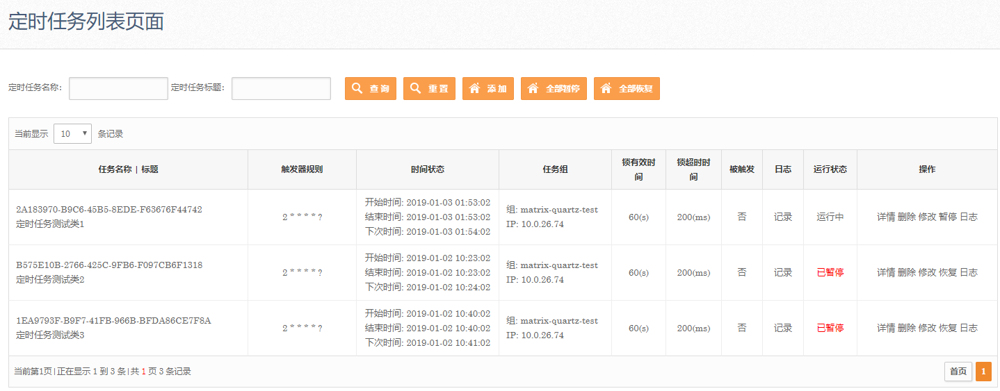 定时任务列表页面
定时任务名称: 定时任务标题: 查 询 重 置 添 加 全部暂停 全部恢复
当前显示 10 条记录
任务名称 | 标题 触发器规则 时间状态 任务组 锁有效时间 锁超时时间 被触发 日志 运行状态 操作
2A183970-B9C6-45B5-8EDE-F63676F44742
定时任务测试类1
2 * * * * ?
开始时间: 2019-01-03 01:53:02
结束时间: 2019-01-03 01:53:02
下次时间: 2019-01-03 01:54:02
组: matrix-quartz-test
IP: 10.0.26.74
60(s) 200(ms) 否 记录 运行中 详情 删除 修改 暂停 日志
B575E10B-2766-425C-9FB6-F097CB6F1318
定时任务测试类2
2 * * * * ?
开始时间: 2019-01-02 10:23:02
结束时间: 2019-01-02 10:23:02
下次时间: 2019-01-02 10:24:02
组: matrix-quartz-test
IP: 10.0.26.74
60(s) 200(ms) 否 记录 已暂停 详情 删除 修改 恢复 日志
1EA9793F-B9F7-41FB-966B-BFDA86CE7F8A
定时任务测试类3
2 * * * * ?
开始时间: 2019-01-02 10:40:02
结束时间: 2019-01-02 10:40:02
下次时间: 2019-01-02 10:41:02
组: matrix-quartz-test
IP: 10.0.26.74
60(s) 200(ms) 否 记录 已暂停 详情 删除 修改 恢复 日志
当前第1页|正在显示 1 到 3 条|共 1 页 3 条记录 首页 1